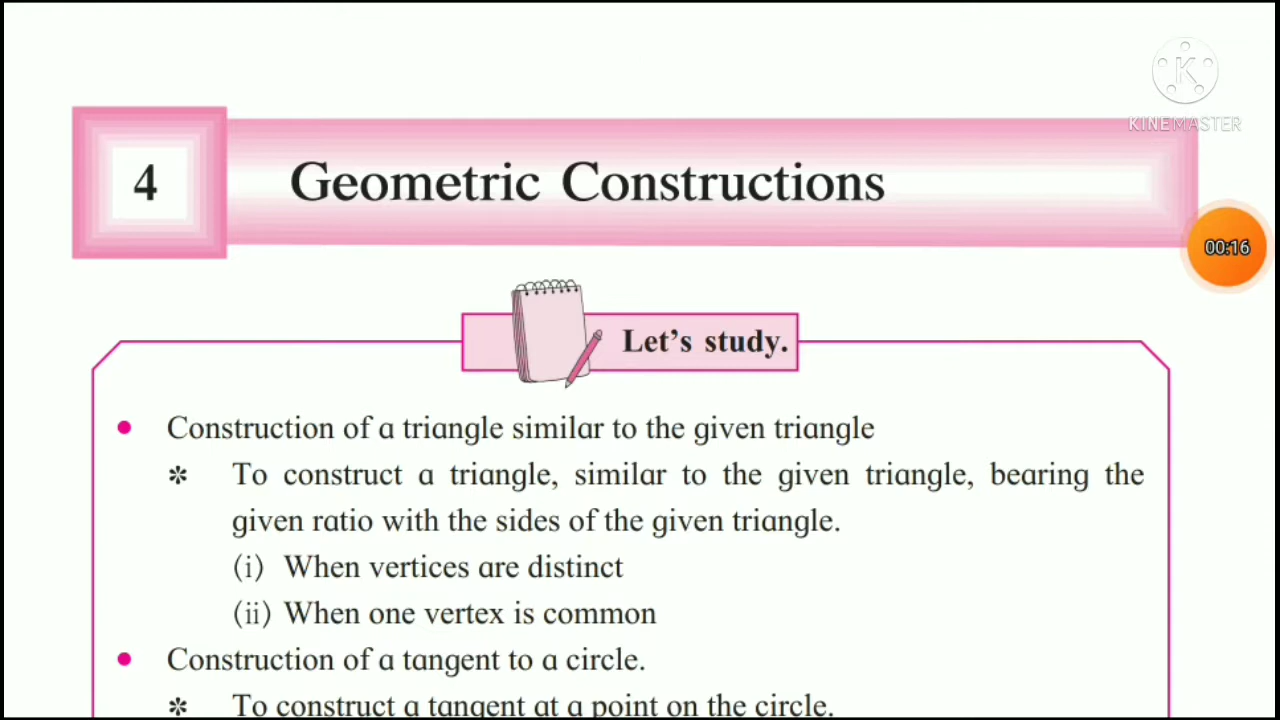 K
KINEMASTER
4 Geometric Constructions
00:16
Let's study.
• Construction of a triangle similar to the given triangle
* To construct a triangle, similar to the given triangle, bearing the
given ratio with the sides of the given triangle.
(i) When vertices are distinct
(ii) When one vertex is common
• Construction of a tangent to a circle.
* To construct a tangent at a point on the circle.